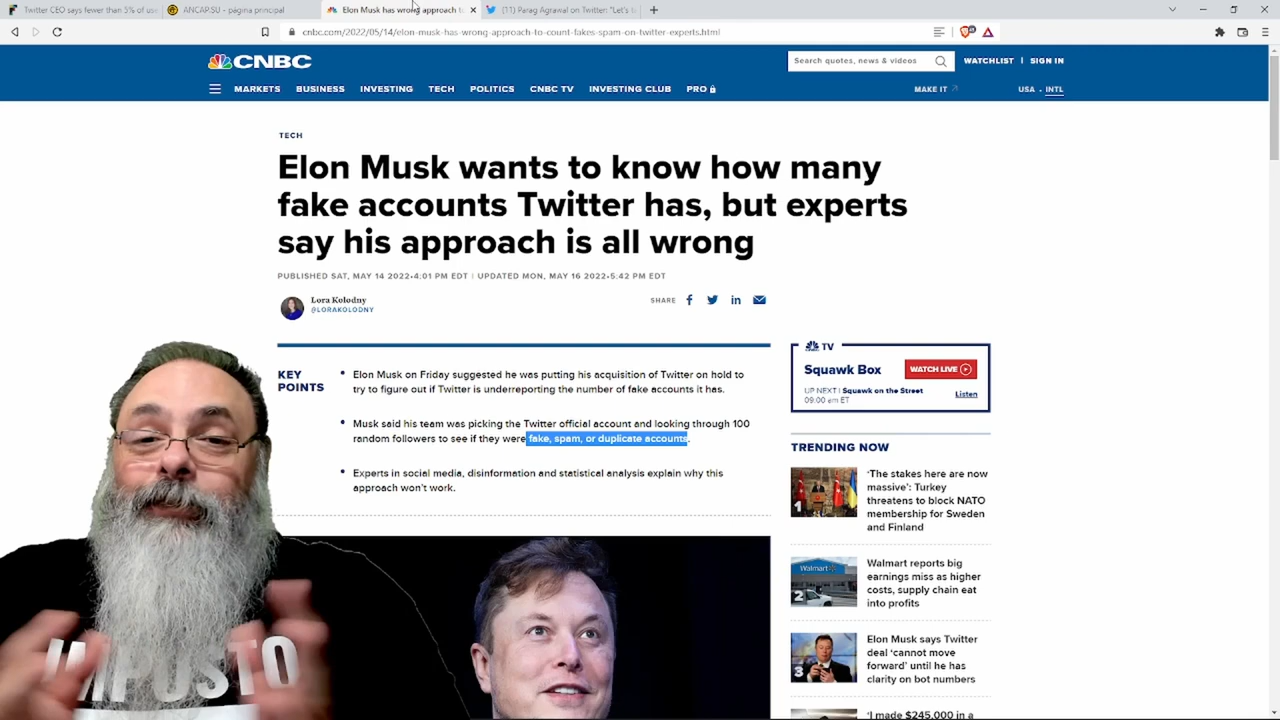 Twitter CEO says fewer than 5% of use
ANCAP.SU - página principal
Elon Musk has wrong approach to
(11) Parag Agrawal on Twitter: "Let's t
cnbc.com/2022/05/14/elon-musk-has-wrong-approach-to-count-fakes-spam-on-twitter-experts.html
CNBC
Search quotes, news & videos
WATCHLIST | SIGN IN
MARKETS BUSINESS INVESTING TECH POLITICS CNBC TV INVESTING CLUB PRO
MAKE IT
USA • INTL
TECH
Elon Musk wants to know how many
fake accounts Twitter has, but experts
say his approach is all wrong
PUBLISHED SAT, MAY 14 2022•4:01 PM EDT | UPDATED MON, MAY 16 2022•5:42 PM EDT
Lora Kolodny
@LORAKOLODNY
SHARE
KEY
POINTS
Elon Musk on Friday suggested he was putting his acquisition of Twitter on hold to
try to figure out if Twitter is underreporting the number of fake accounts it has.
Musk said his team was picking the Twitter official account and looking through 100
random followers to see if they were fake, spam, or duplicate accounts.
Experts in social media, disinformation and statistical analysis explain why this
approach won't work.
TV
Squawk Box
WATCH LIVE
UP NEXT | Squawk on the Street
09:00 am ET
Listen
TRENDING NOW
1
'The stakes here are now
massive': Turkey
threatens to block NATO
membership for Sweden
and Finland
Walmart
2
Walmart reports big
earnings miss as higher
costs, supply chain eat
into profits
3
Elon Musk says Twitter
deal 'cannot move
forward' until he has
clarity on bot numbers
'I made $245,000 in a